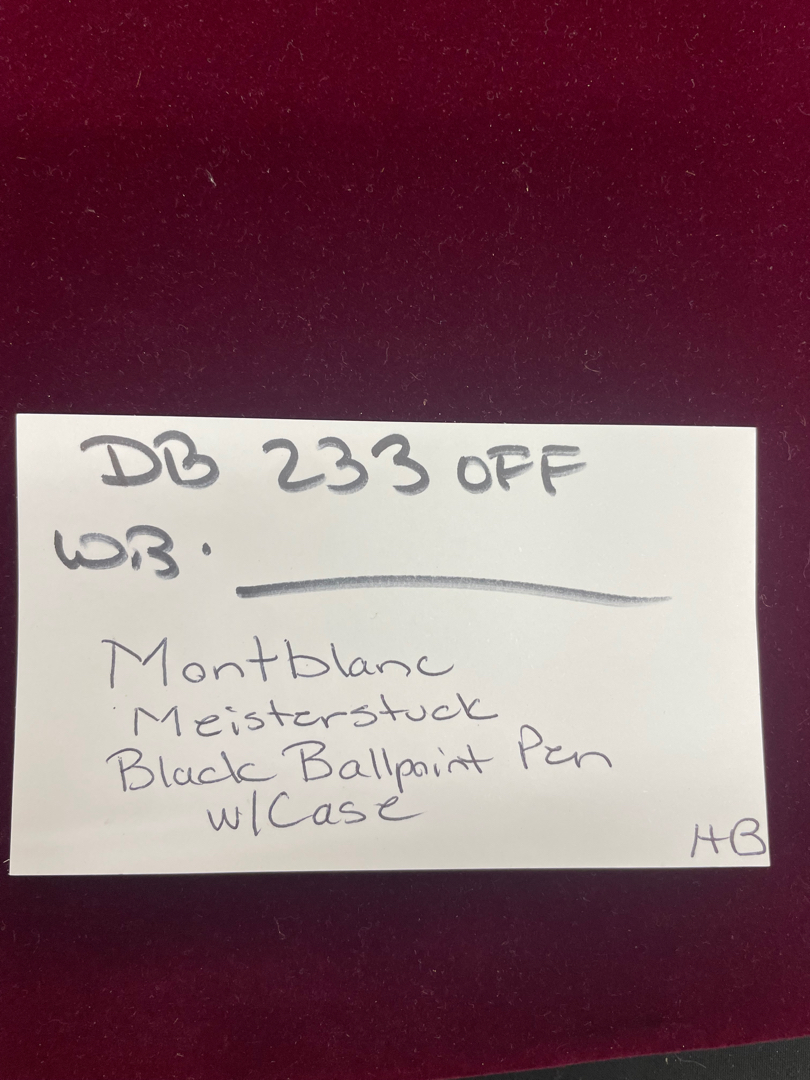 DB 233 OFF
WB.
Montblanc
Meisterstuck
Black Ballpoint Pen
w/Case
HB